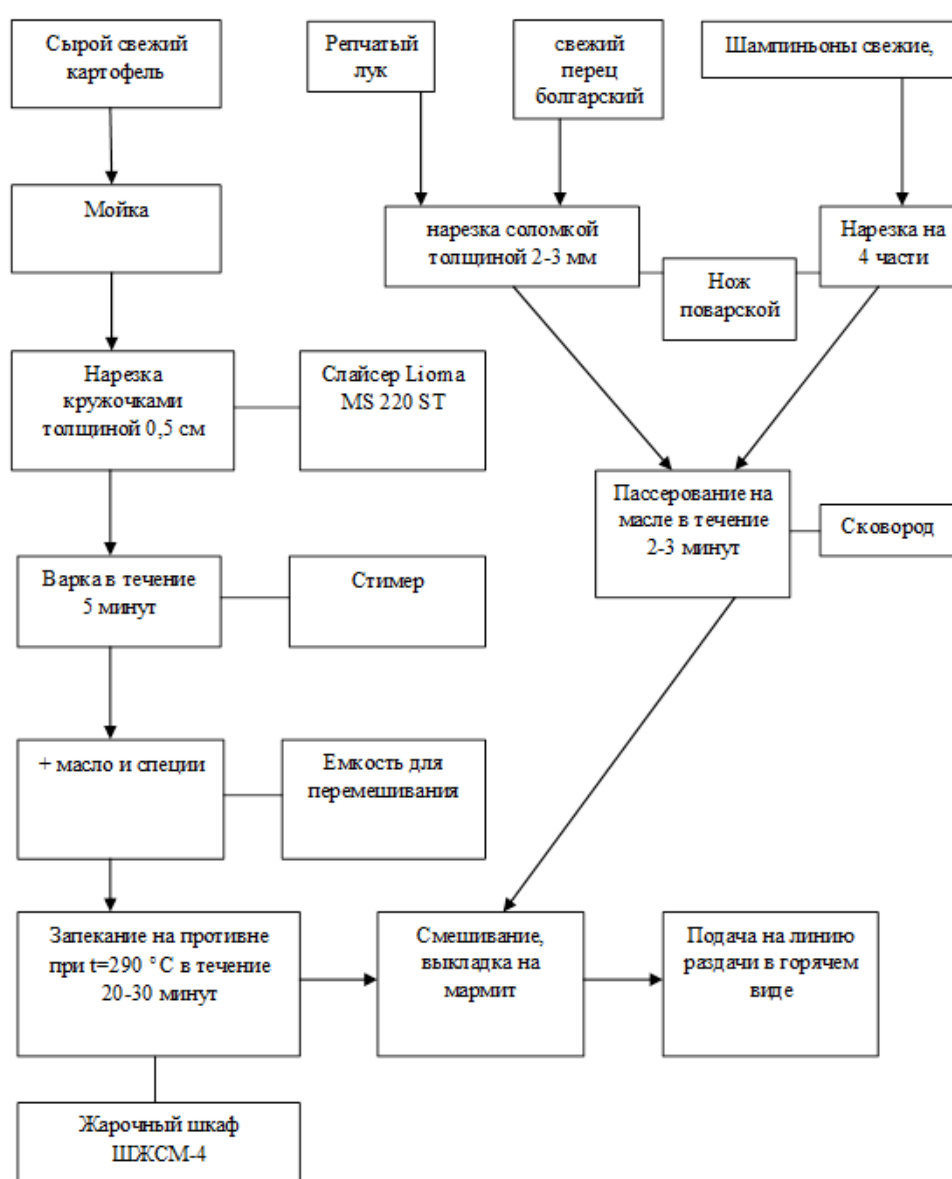 Сырой свежий
картофель
Репчатый
лук
свежий
перец
болгарский
Шампиньоны свежие,
Мойка
нарезка соломкой
толщиной 2-3 мм
Нарезка на
4 части
Нож
поварской
Нарезка
кружочками
толщиной 0,5 см
Слайсер Lioma
MS 220 ST
Пассерование на
масле в течение
2-3 минут
Сковород
Варка в течение
5 минут
Стимер
+ масло и специи
Емкость для
перемешивания
Запекание на противне
при t=290 °С в течение
20-30 минут
Смешивание,
выкладка на
мармит
Подача на линию
раздачи в горячем
виде
Жарочный шкаф
ШЖСМ-4